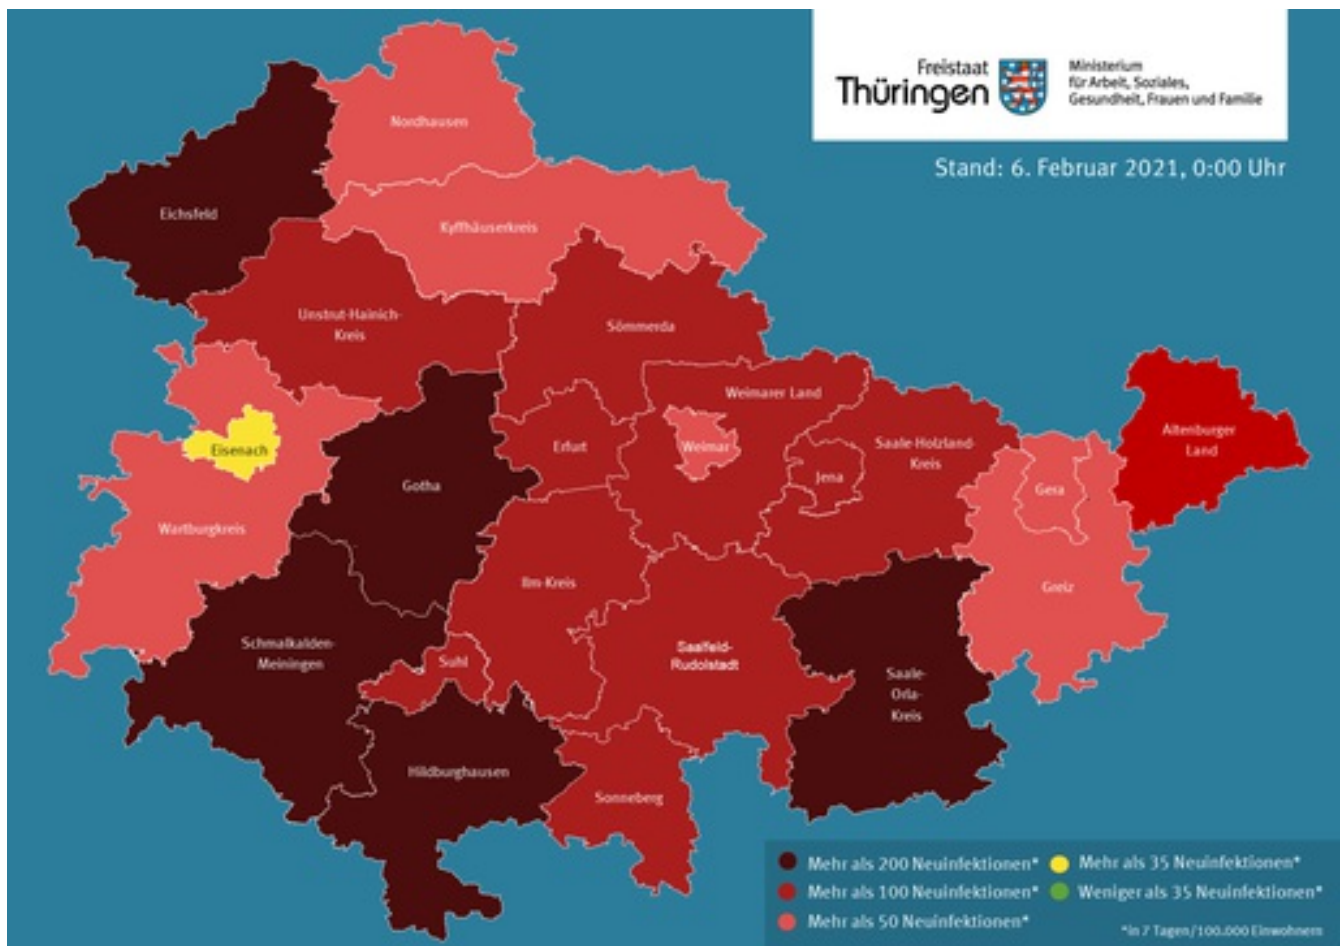 Freistaat
Thüringen
Ministerium
für Arbeit, Soziales,
Gesundheit, Frauen und Familie
Stand: 6. Februar 2021, 0:00 Uhr
Nordhausen
Eichsfeld
Kyffhäuserkreis
Unstrut-Hainich-
Kreis
Sömmerda
Weimarer Land
Altenburger
Land
Eisenach
Erfurt
Weimar
Saale-Holzland-
Kreis
Jena
Gotha
Gera
Wartburgkreis
Ilm-Kreis
Greiz
Schmalkalden-
Meiningen
Suhl
Saalfeld-
Rudolstadt
Saale-
Orla-
Kreis
Hildburghausen
Sonneberg
Mehr als 200 Neuinfektionen*
Mehr als 100 Neuinfektionen*
Mehr als 50 Neuinfektionen*
Mehr als 35 Neuinfektionen*
Weniger als 35 Neuinfektionen*
*in 7 Tagen/100.000 Einwohnern